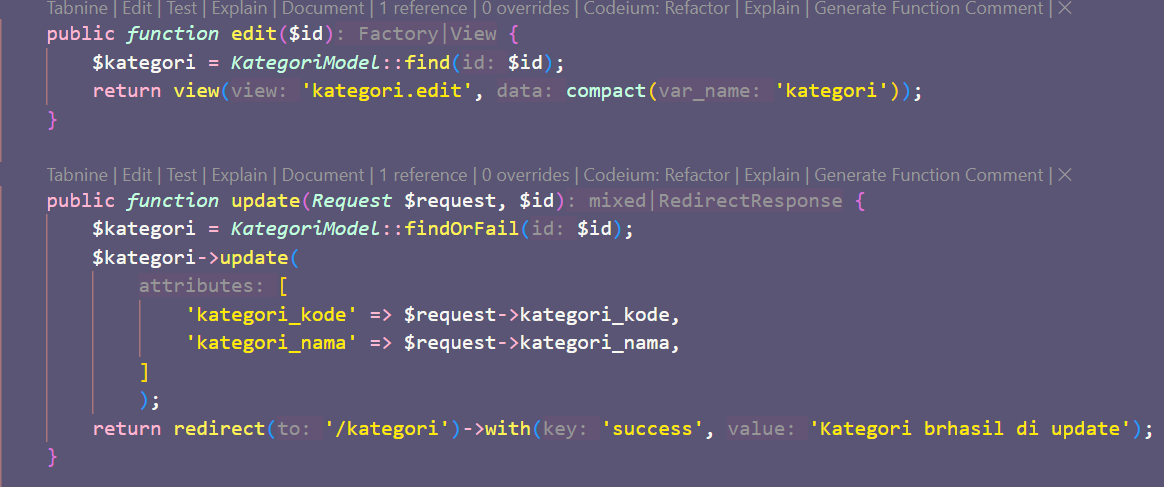 Tabnine | Edit | Test | Explain | Document | 1 reference | 0 overrides | Codeium: Refactor | Explain | Generate Function Comment | ×
public function edit($id): Factory|View {
$kategori = KategoriModel::find(id: $id);
return view(view: 'kategori.edit', data: compact(var_name: 'kategori'));
}
Tabnine | Edit | Test | Explain | Document | 1 reference | 0 overrides | Codeium: Refactor | Explain | Generate Function Comment | ×
public function update(Request $request, $id): mixed|RedirectResponse {
$kategori = KategoriModel::findOrFail(id: $id);
$kategori->update(
attributes: [
'kategori_kode' => $request->kategori_kode,
'kategori_nama' => $request->kategori_nama,
]
);
return redirect(to: '/kategori')->with(key: 'success', value: 'Kategori brhasil di update');
}